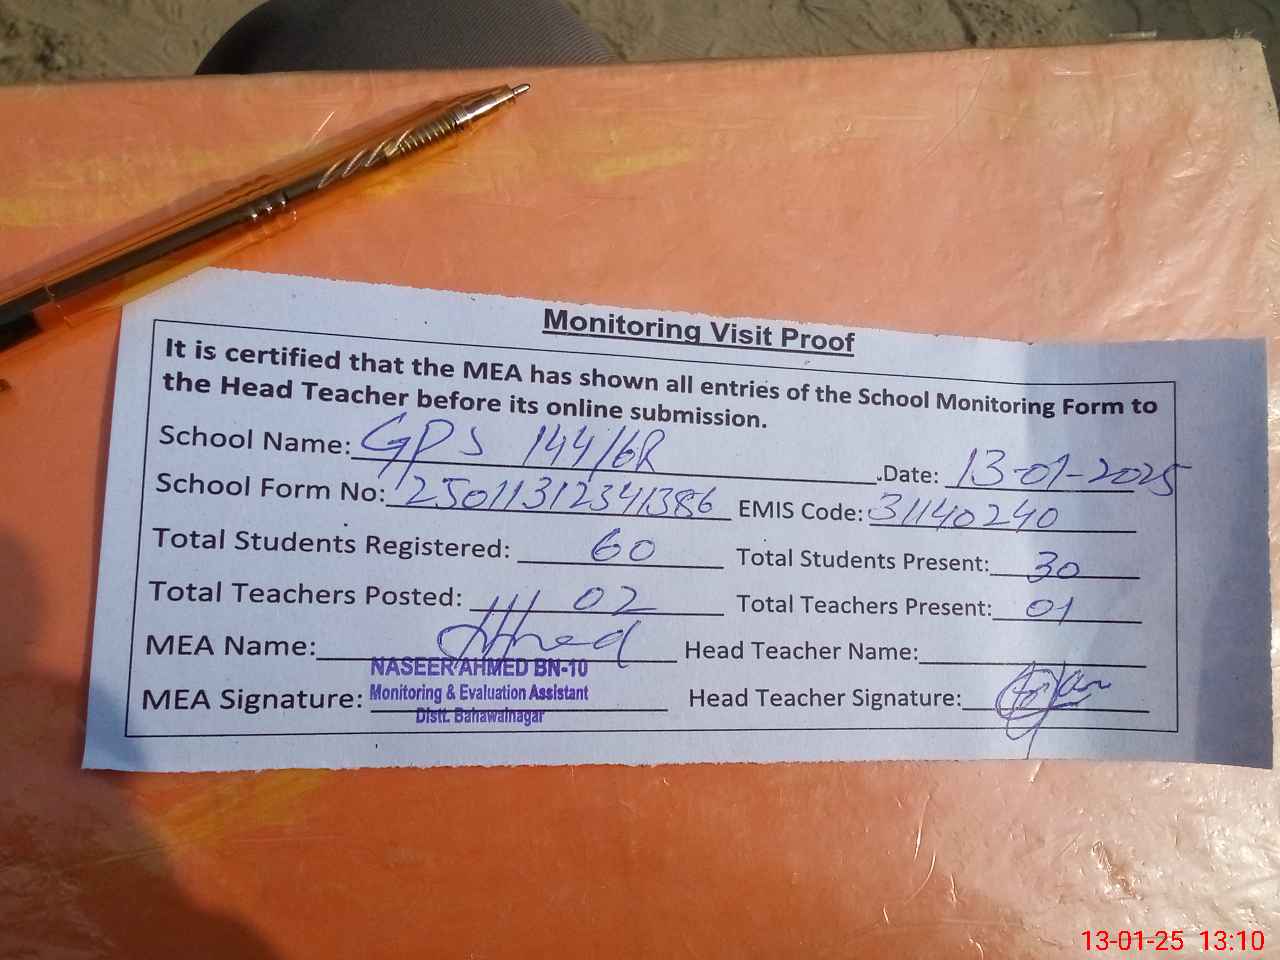 Monitoring Visit Proof
It is certified that the MEA has shown all entries of the School Monitoring Form to
the Head Teacher before its online submission.
School Name: GPS 144/6R .Date: 13-01-2025
School Form No: 25011312341386 EMIS Code: 31140240
Total Students Registered: 60 Total Students Present: 30
Total Teachers Posted: 02 Total Teachers Present: 01
MEA Name: Head Teacher Name:
NASEER AHMED BN-10
MEA Signature: Monitoring & Evaluation Assistant Head Teacher Signature:
Distt. Bahawalnagar
13-01-25 13:10